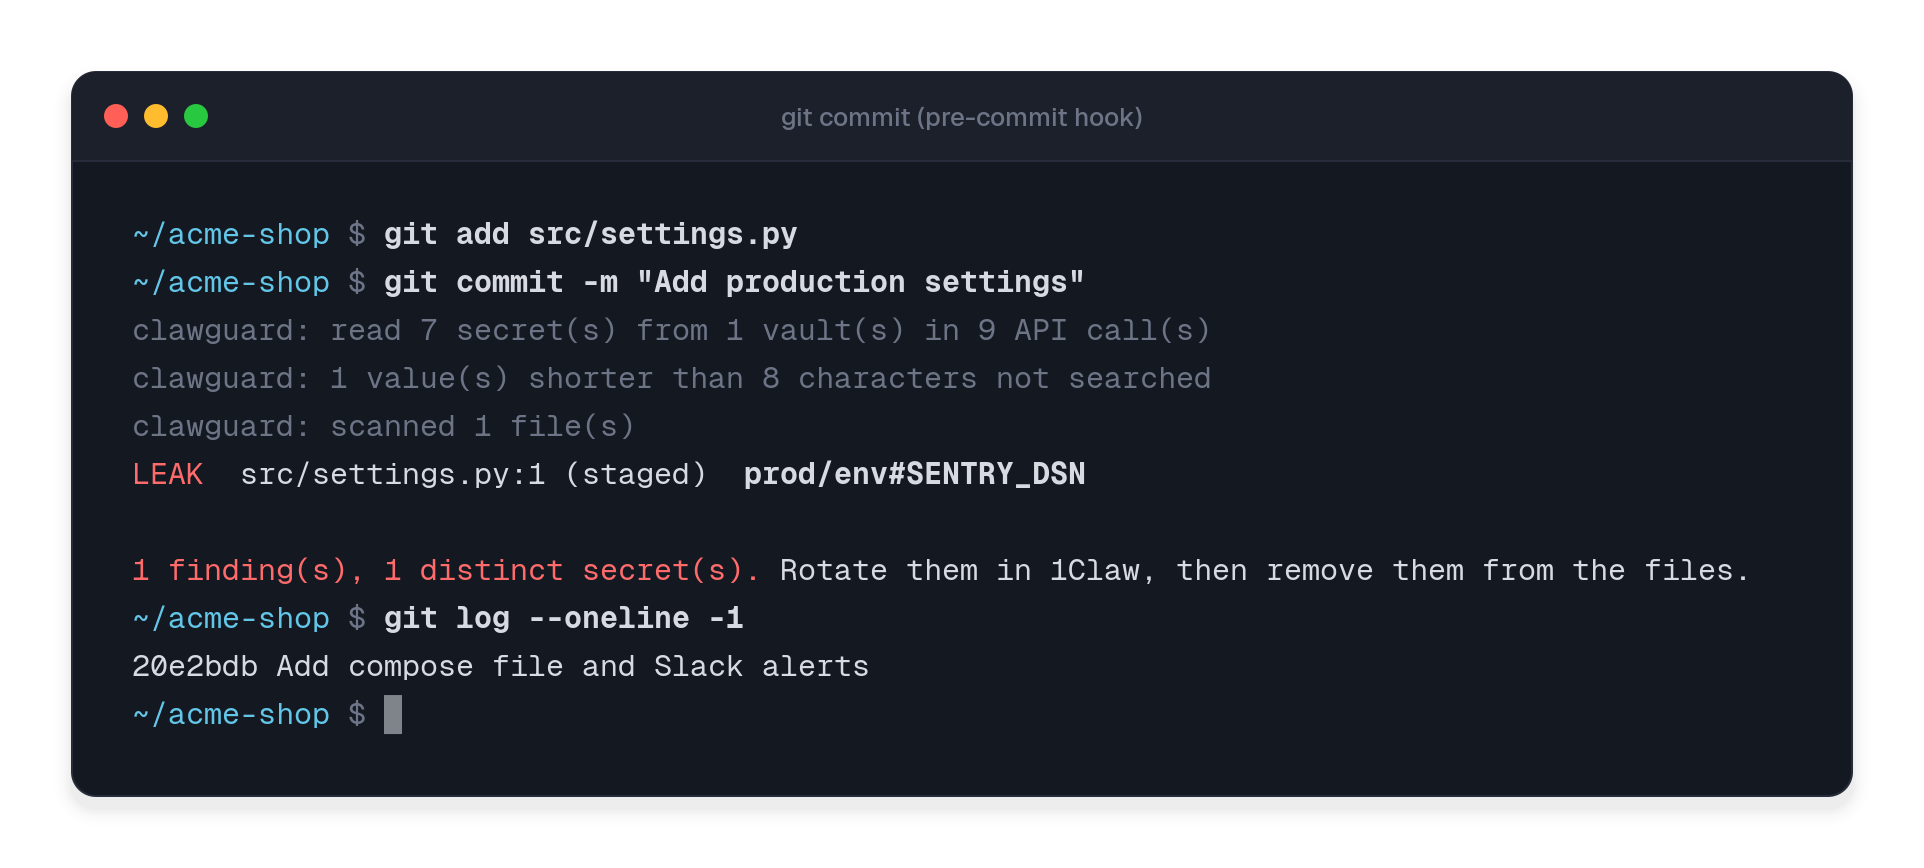 git commit (pre-commit hook)
~/acme-shop $ git add src/settings.py
~/acme-shop $ git commit -m "Add production settings"
clawguard: read 7 secret(s) from 1 vault(s) in 9 API call(s)
clawguard: 1 value(s) shorter than 8 characters not searched
clawguard: scanned 1 file(s)
LEAK  src/settings.py:1 (staged)  prod/env#SENTRY_DSN
1 finding(s), 1 distinct secret(s). Rotate them in 1Claw, then remove them from the files.
~/acme-shop $ git log --oneline -1
20e2bdb Add compose file and Slack alerts
~/acme-shop $